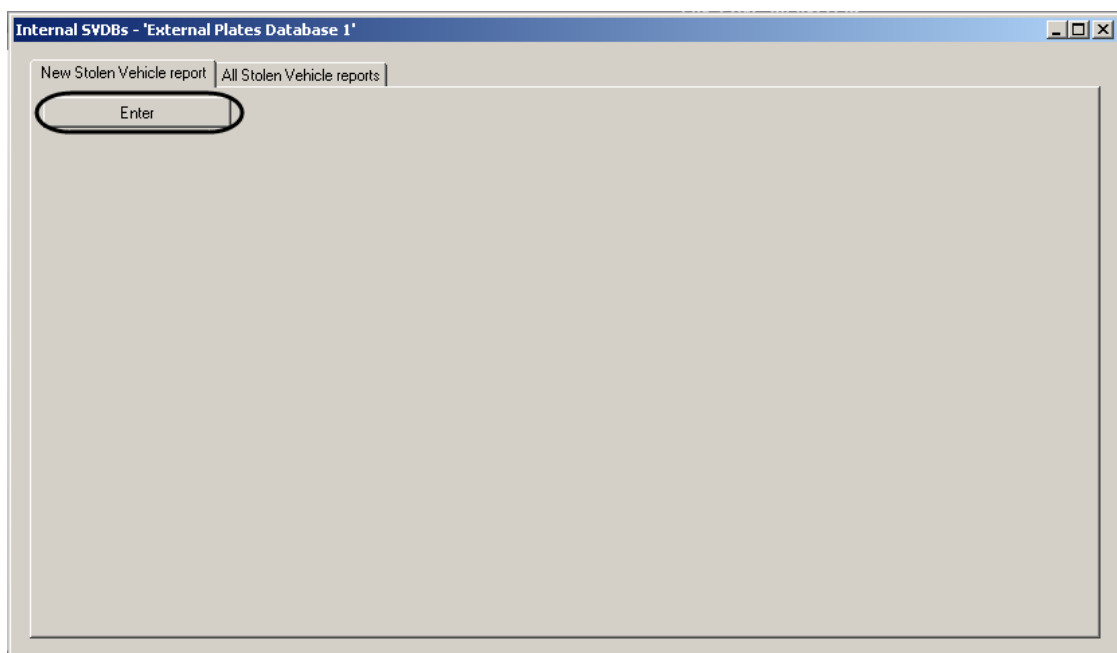 Internal SVDBs - 'External Plates Database 1'
New Stolen Vehicle report
All Stolen Vehicle reports
Enter